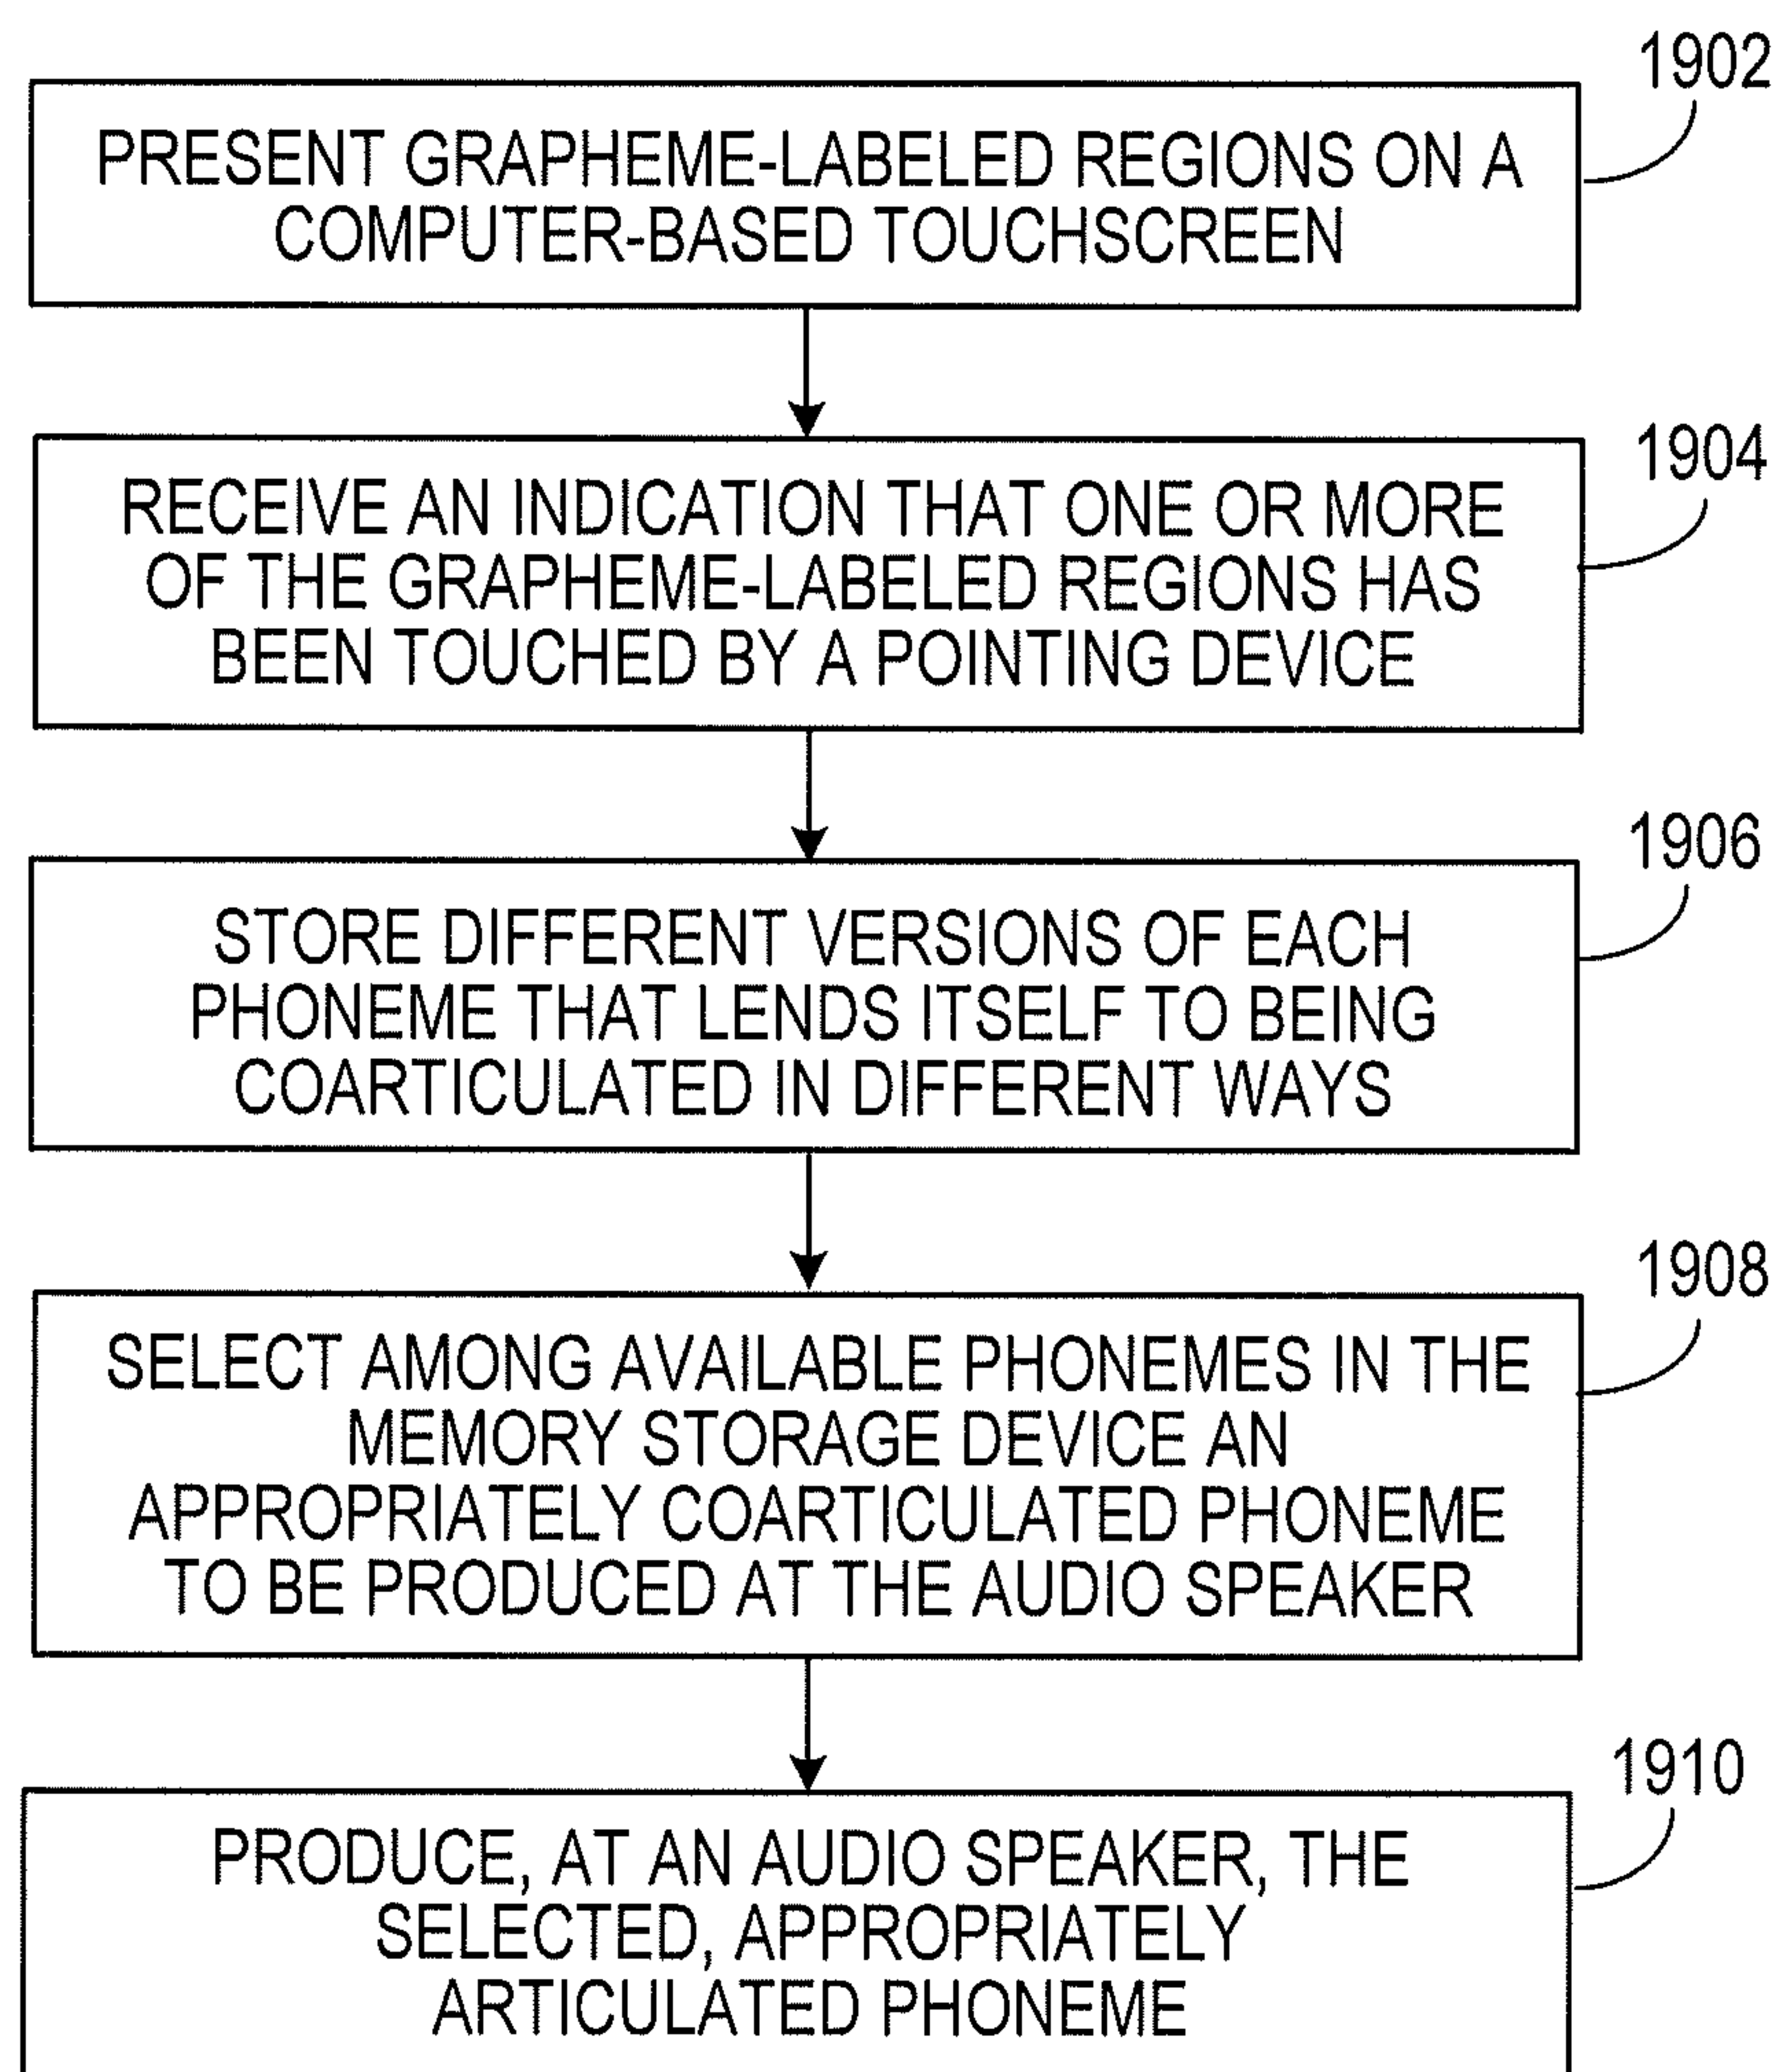 1902
PRESENT GRAPHEME-LABELED REGIONS ON A
COMPUTER-BASED TOUCHSCREEN
1904
RECEIVE AN INDICATION THAT ONE OR MORE
OF THE GRAPHEME-LABELED REGIONS HAS
BEEN TOUCHED BY A POINTING DEVICE
1906
STORE DIFFERENT VERSIONS OF EACH
PHONEME THAT LENDS ITSELF TO BEING
COARTICULATED IN DIFFERENT WAYS
1908
SELECT AMONG AVAILABLE PHONEMES IN THE
MEMORY STORAGE DEVICE AN
APPROPRIATELY COARTICULATED PHONEME
TO BE PRODUCED AT THE AUDIO SPEAKER
1910
PRODUCE, AT AN AUDIO SPEAKER, THE
SELECTED, APPROPRIATELY
ARTICULATED PHONEME